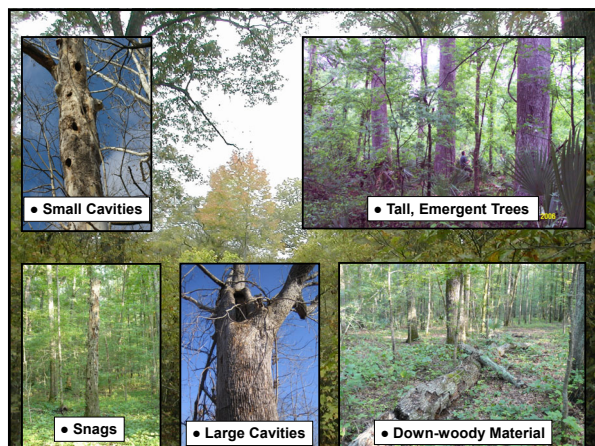 ● Small Cavities
● Tall, Emergent Trees
2006
● Snags
● Large Cavities
● Down-woody Material